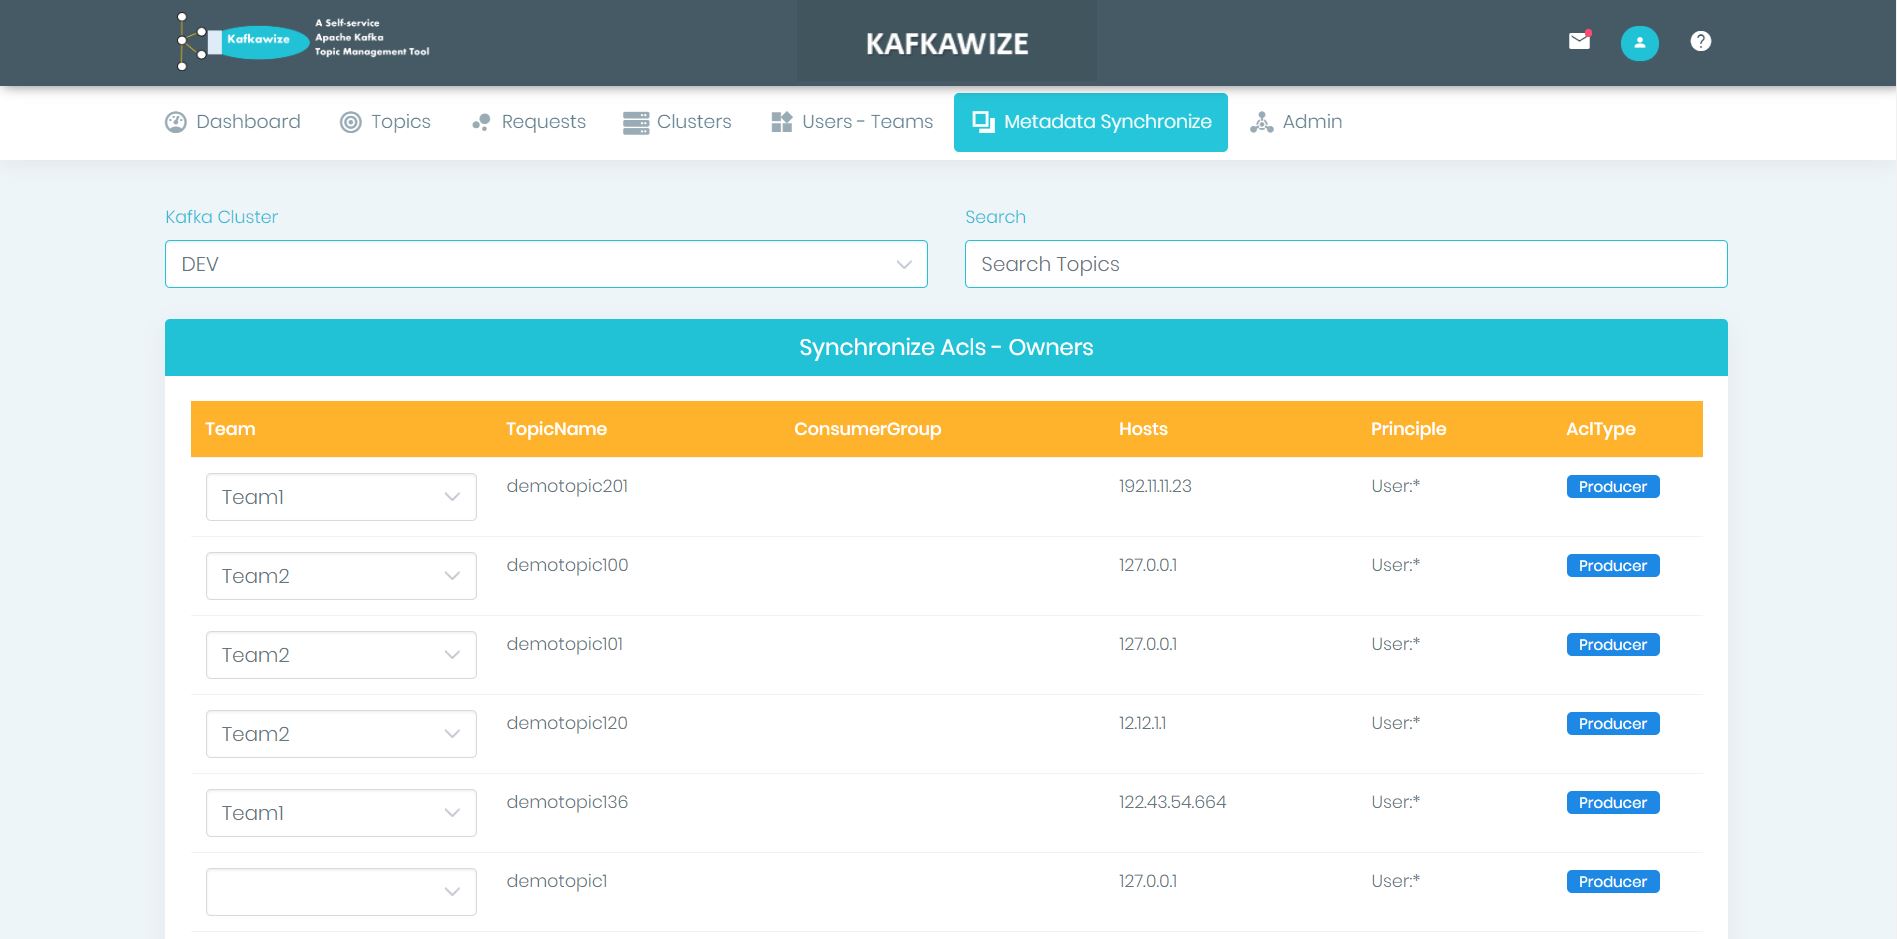 Kafkawize
A Self-service
Apache Kafka
Topic Management Tool
KAFKAWIZE
Dashboard Topics Requests Clusters Users - Teams Metadata Synchronize Admin
Kafka Cluster Search
DEV Search Topics
Synchronize Acls - Owners
Team TopicName ConsumerGroup Hosts Principle AclType
Team1 demotopic201 192.11.11.23 User:* Producer
Team2 demotopic100 127.0.0.1 User:* Producer
Team2 demotopic101 127.0.0.1 User:* Producer
Team2 demotopic120 12.12.1.1 User:* Producer
Team1 demotopic136 122.43.54.664 User:* Producer
demotopic1 127.0.0.1 User:* Producer